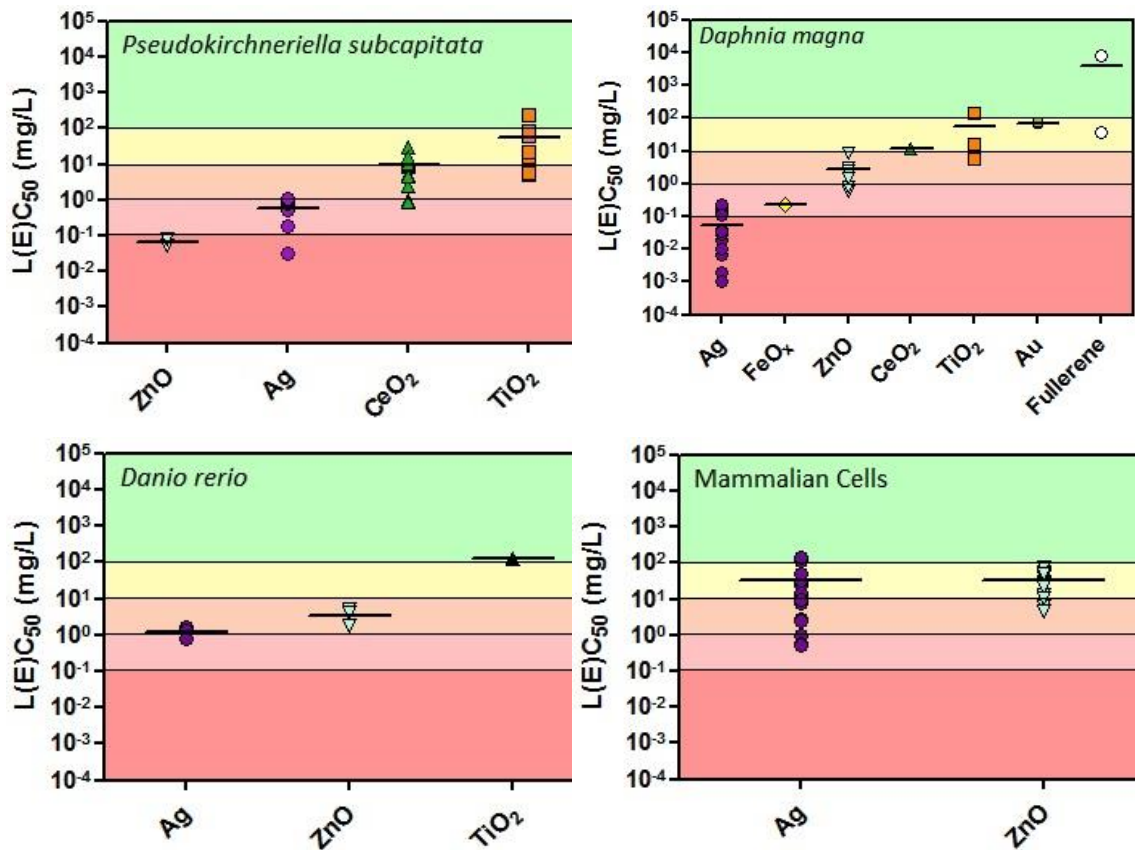 Pseudokirchneriella subcapitata
L(E)C₅₀ (mg/L)
10⁵
10⁴
10³
10²
10¹
10⁰
10⁻¹
10⁻²
10⁻³
10⁻⁴
ZnO
Ag
CeO₂
TiO₂
Daphnia magna
L(E)C₅₀ (mg/L)
10⁵
10⁴
10³
10²
10¹
10⁰
10⁻¹
10⁻²
10⁻³
10⁻⁴
Ag
FeOₓ
ZnO
CeO₂
TiO₂
Au
Fullerene
Danio rerio
L(E)C₅₀ (mg/L)
10⁵
10⁴
10³
10²
10¹
10⁰
10⁻¹
10⁻²
10⁻³
10⁻⁴
Ag
ZnO
TiO₂
Mammalian Cells
L(E)C₅₀ (mg/L)
10⁵
10⁴
10³
10²
10¹
10⁰
10⁻¹
10⁻²
10⁻³
10⁻⁴
Ag
ZnO